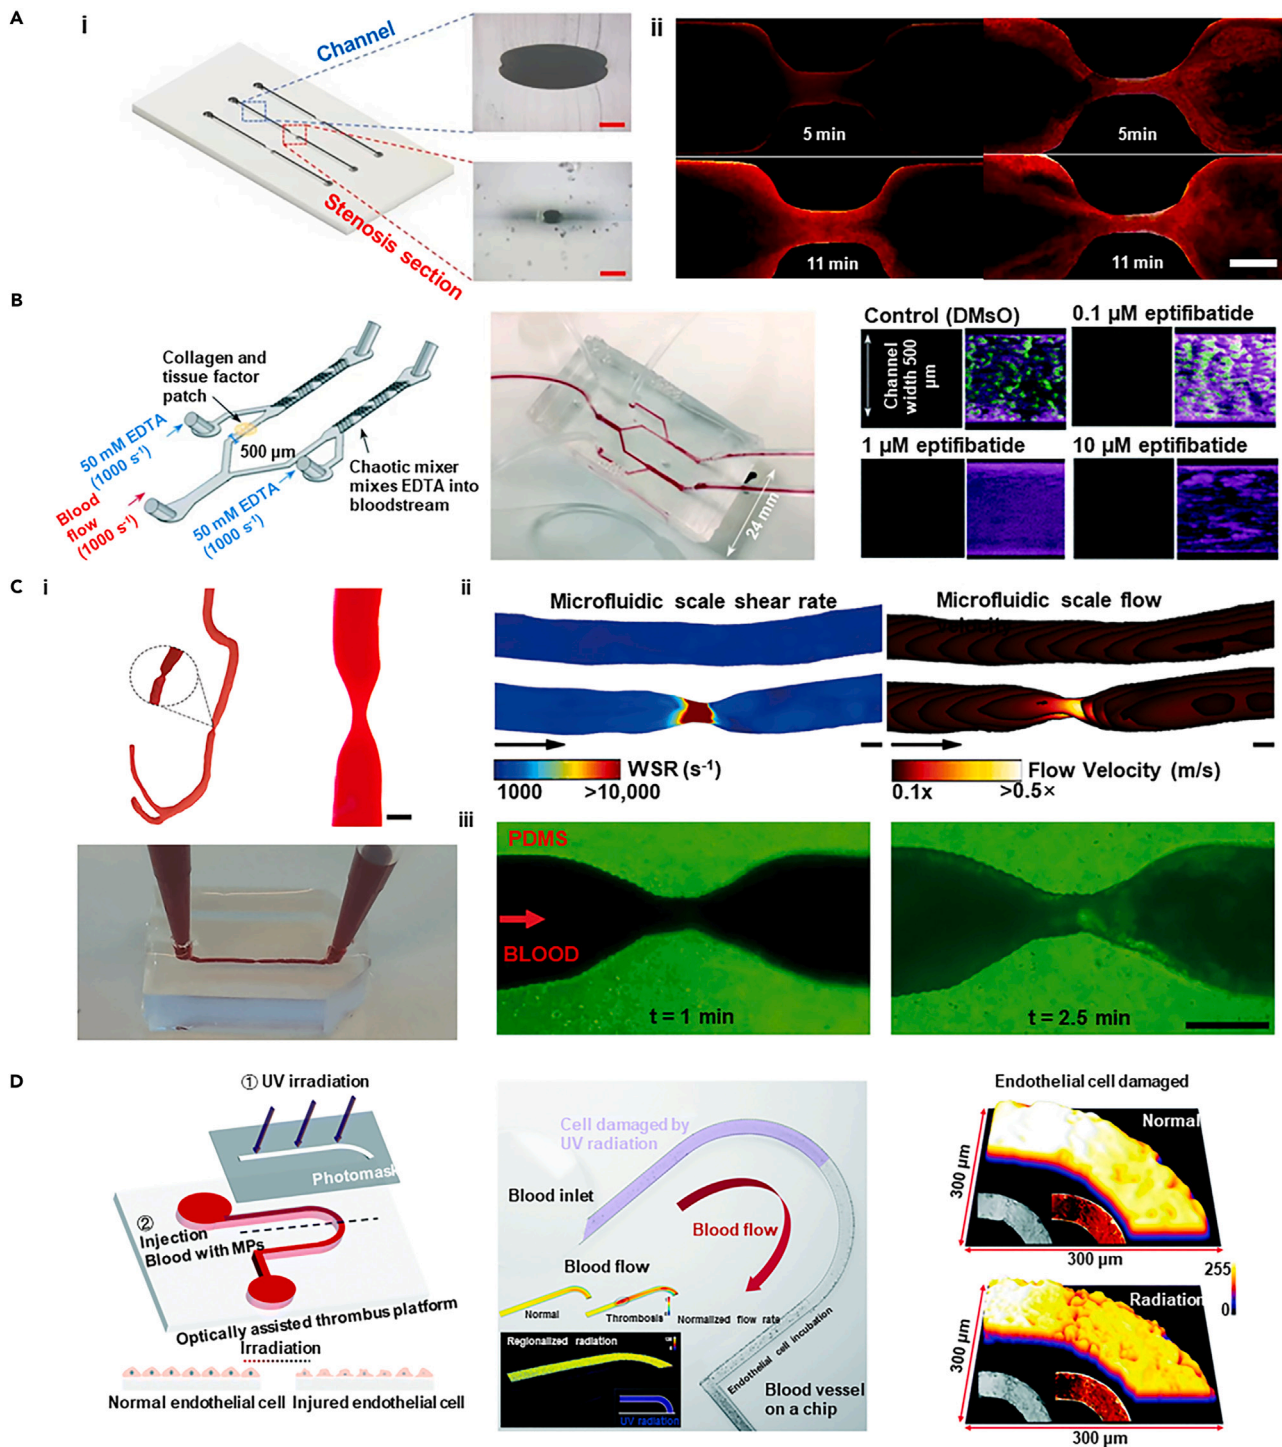 A
i
Channel
Stenosis section
ii
5 min
5min
11 min
11 min
B
Collagen and
tissue factor
patch
50 mM EDTA
(1000 s⁻¹)
500 µm
Blood
flow
(1000 s⁻¹)
50 mM EDTA
(1000 s⁻¹)
Chaotic mixer
mixes EDTA into
bloodstream
24 mm
Control (DMsO)
0.1 µM eptifibatide
Channel
width 500
µm
1 µM eptifibatide
10 µM eptifibatide
C
i
ii
Microfluidic scale shear rate
Microfluidic scale flow
velocity
WSR (s⁻¹)
1000
>10,000
Flow Velocity (m/s)
0.1x
>0.5×
iii
PDMS
BLOOD
t = 1 min
t = 2.5 min
D
① UV irradiation
Photomask
②
Injection
Blood with MPs
Optically assisted thrombus platform
Irradiation
Normal endothelial cell
Injured endothelial cell
Cell damaged by
UV radiation
Blood inlet
Blood flow
Blood flow
Normal
Thrombosis
Normalized flow rate
Regionalized radiation
UV radiation
Endothelial cell incubation
Blood vessel
on a chip
Endothelial cell damaged
Normal
300 µm
300 µm
255
0
Radiation
300 µm
300 µm